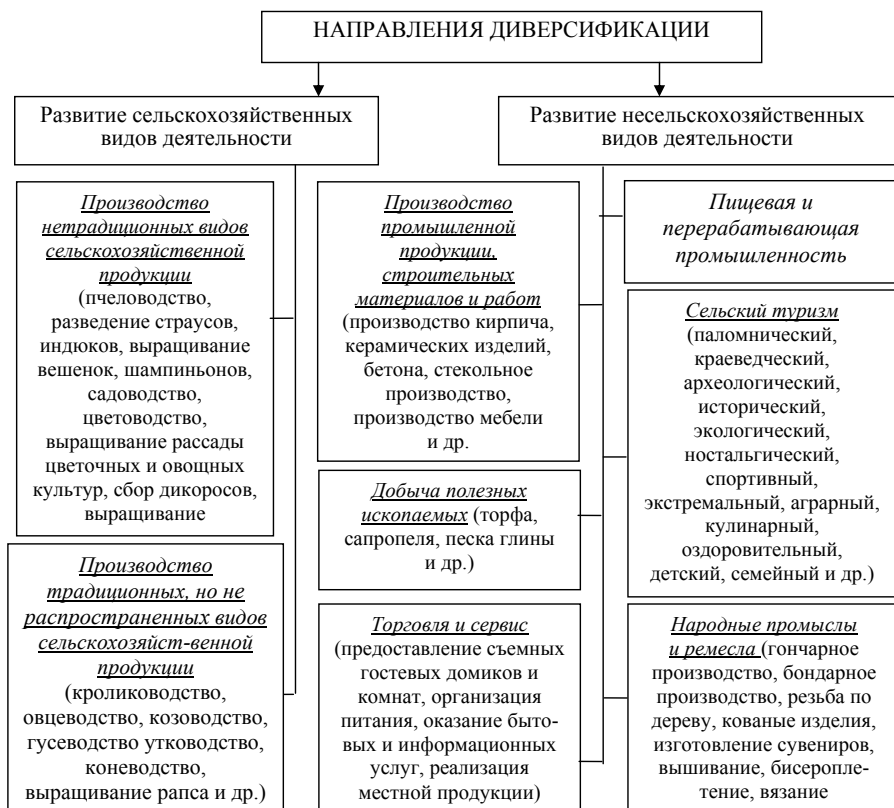 НАПРАВЛЕНИЯ ДИВЕРСИФИКАЦИИ
Развитие сельскохозяйственных
видов деятельности
Развитие несельскохозяйственных
видов деятельности
Производство
нетрадиционных видов
сельскохозяйственной
продукции
(пчеловодство,
разведение страусов,
индюков, выращивание
вешенок, шампиньонов,
садоводство,
цветоводство,
выращивание рассады
цветочных и овощных
культур, сбор дикоросов,
выращивание
Производство
традиционных, но не
распространенных видов
сельскохозяйст-венной
продукции
(кролиководство,
овцеводство, козоводство,
гусеводство утководство,
коневодство,
выращивание рапса и др.)
Производство
промышленной
продукции,
строительных
материалов и работ
(производство кирпича,
керамических изделий,
бетона, стекольное
производство,
производство мебели
и др.
Добыча полезных
ископаемых (торфа,
сапропеля, песка глины
и др.)
Торговля и сервис
(предоставление съемных
гостевых домиков и
комнат, организация
питания, оказание быто-
вых и информационных
услуг, реализация
местной продукции)
Пищевая и
перерабатывающая
промышленность
Сельский туризм
(паломнический,
краеведческий,
археологический,
исторический,
экологический,
ностальгический,
спортивный,
экстремальный, аграрный,
кулинарный,
оздоровительный,
детский, семейный и др.)
Народные промыслы
и ремесла (гончарное
производство, бондарное
производство, резьба по
дереву, кованые изделия,
изготовление сувениров,
вышивание, бисеропле-
тение, вязание